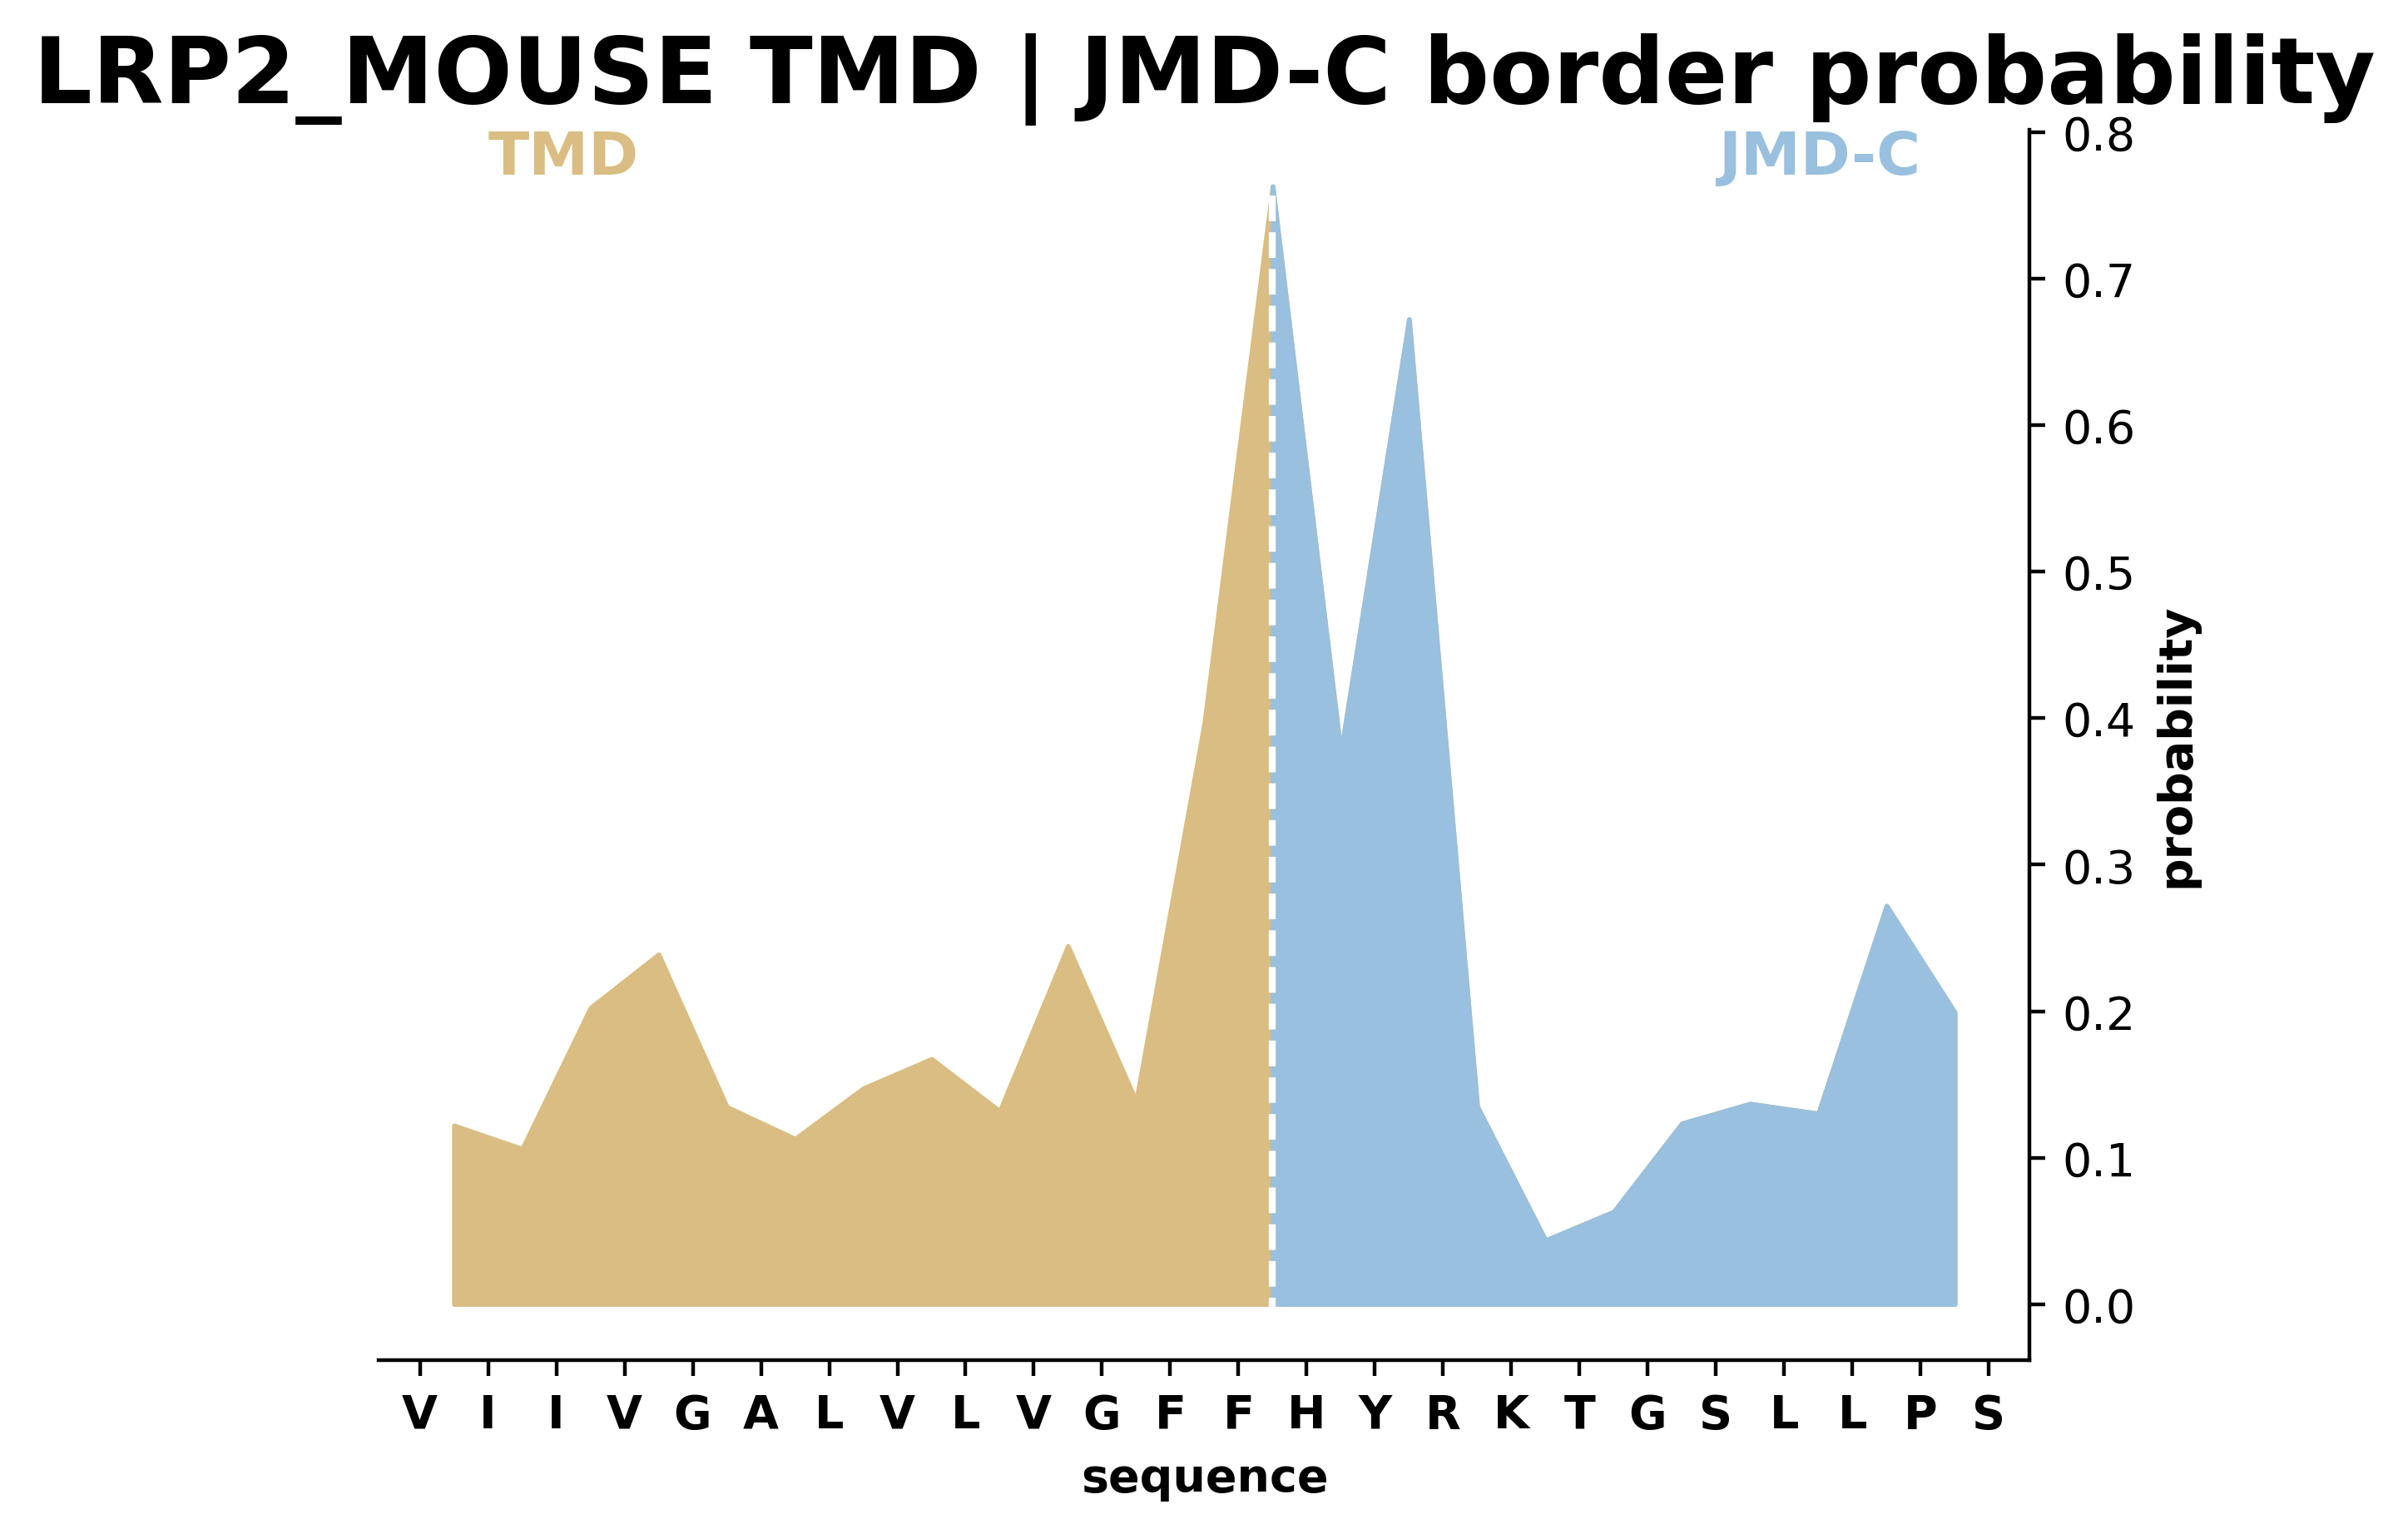 LRP2_MOUSE TMD | JMD-C border probability
TMD JMD-C
0.8
0.7
0.6
0.5
0.4
0.3
0.2
0.1
0.0
probability
V I I V G A L V L V G F F H Y R K T G S L L P S
sequence